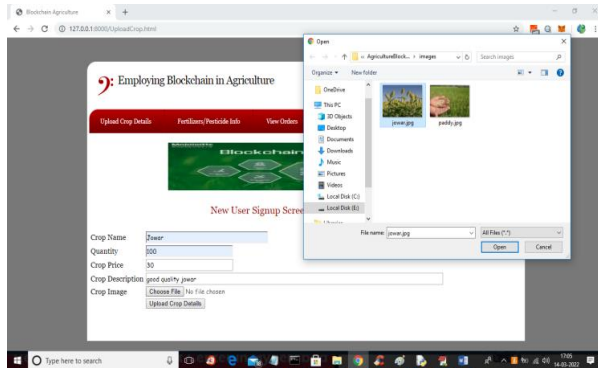 Blockchain Agriculture
127.0.0.1:8000/UploadCrop.html
Open
« AgricultureBlock... › images
Search images
Organize
New folder
OneDrive
This PC
3D Objects
Desktop
Documents
Downloads
Music
Pictures
Videos
Local Disk (C:)
Local Disk (E:)
jowar.jpg
paddy.jpg
File name:
jowar.jpg
All Files (*.*)
Open
Cancel
Employing Blockchain in Agriculture
Upload Crop Details
Fertilizers/Pesticide Info
View Orders
Blockchain
New User Signup Scree
Crop Name
Jowar
Quantity
100
Crop Price
30
Crop Description
good quality jowar
Crop Image
Choose File
No file chosen
Upload Crop Details
Type here to search
17:05
14-03-2022